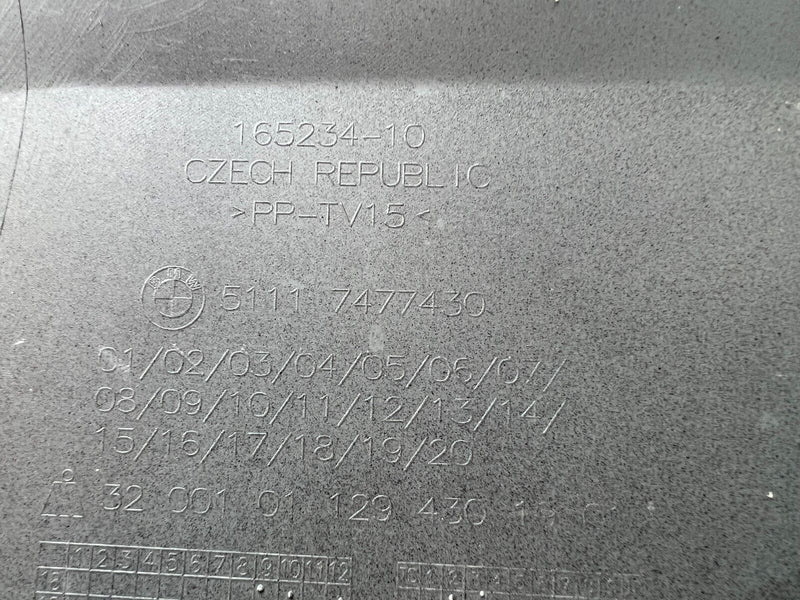 165234-10
CZECH REPUBLIC
>PP-TV15<
5111 7477430
01/02/03/04/05/06/07/
08/09/10/11/12/13/14/
15/16/17/18/19/20
32 001 01 129 430
1 2 3 4 5 6 7 8 9 10 11 12
18